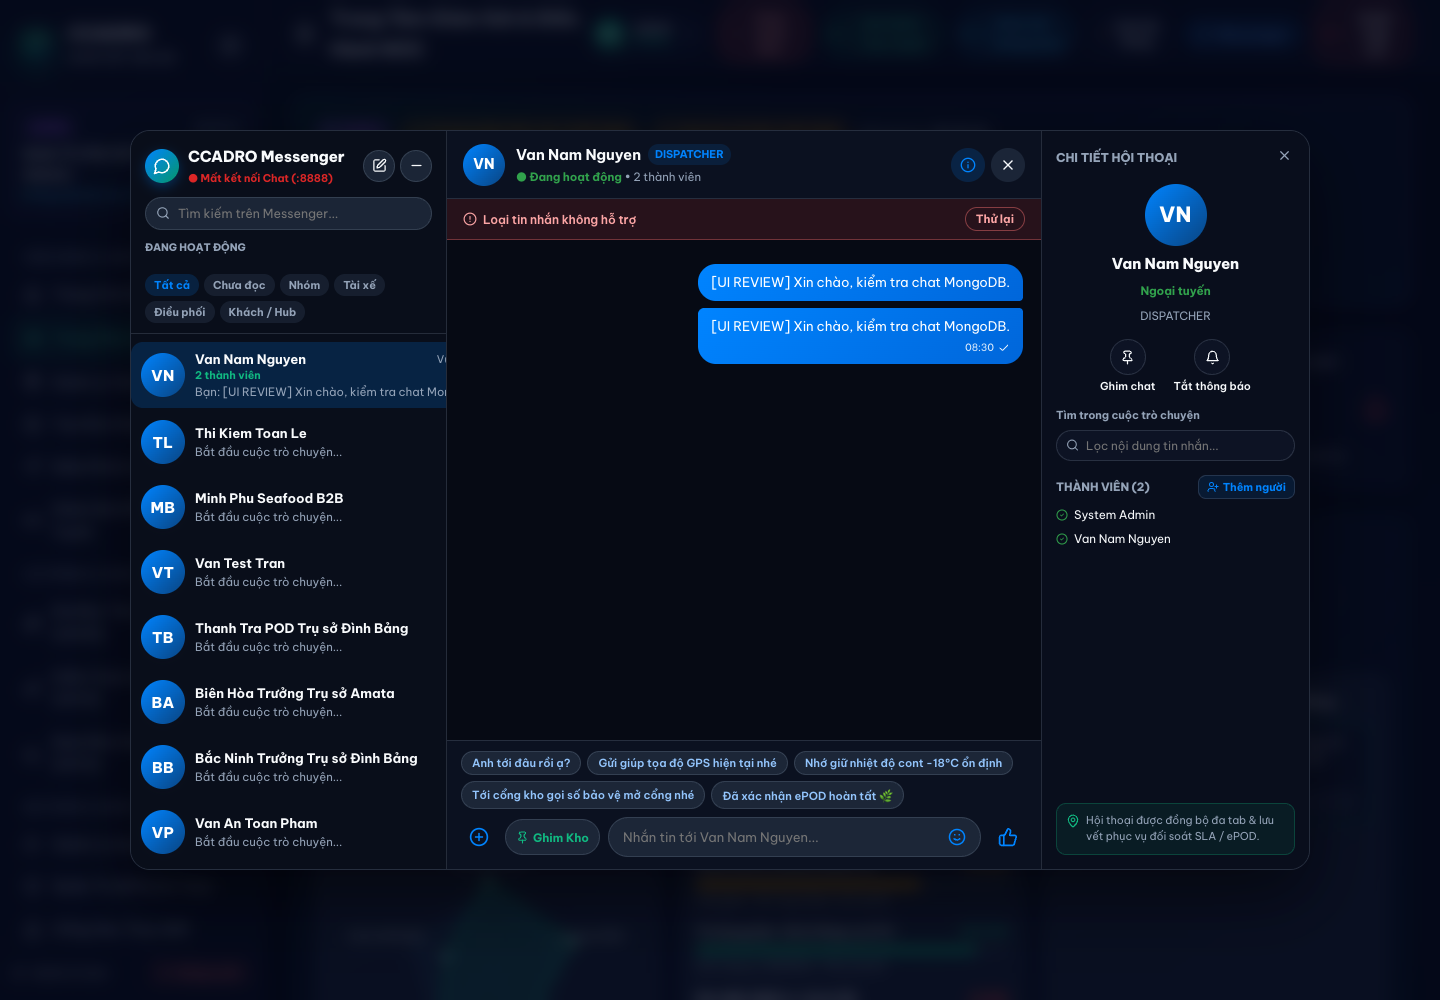 CCADRO Messenger
Mất kết nối Chat (:8888)
Tìm kiếm trên Messenger...
ĐANG HOẠT ĐỘNG
Tất cả
Chưa đọc
Nhóm
Tài xế
Điều phối
Khách / Hub
VN
Van Nam Nguyen
2 thành viên
Bạn: [UI REVIEW] Xin chào, kiểm tra chat
TL
Thi Kiem Toan Le
Bắt đầu cuộc trò chuyện...
MB
Minh Phu Seafood B2B
Bắt đầu cuộc trò chuyện...
VT
Van Test Tran
Bắt đầu cuộc trò chuyện...
TB
Thanh Tra POD Trụ sở Đình Bảng
Bắt đầu cuộc trò chuyện...
BA
Biên Hòa Trưởng Trụ sở Amata
Bắt đầu cuộc trò chuyện...
BB
Bắc Ninh Trưởng Trụ sở Đình Bảng
Bắt đầu cuộc trò chuyện...
VP
Van An Toan Pham
Bắt đầu cuộc trò chuyện...
VN
Van Nam Nguyen DISPATCHER
Đang hoạt động • 2 thành viên
Loại tin nhắn không hỗ trợ
Thử lại
[UI REVIEW] Xin chào, kiểm tra chat MongoDB.
[UI REVIEW] Xin chào, kiểm tra chat MongoDB.
08:30
Anh tới đâu rồi ạ?
Gửi giúp tọa độ GPS hiện tại nhé
Nhớ giữ nhiệt độ cont -18°C ổn định
Tới cổng kho gọi số bảo vệ mở cổng nhé
Đã xác nhận ePOD hoàn tất 🌿
Ghim Kho
Nhắn tin tới Van Nam Nguyen...
CHI TIẾT HỘI THOẠI
VN
Van Nam Nguyen
Ngoại tuyến
DISPATCHER
Ghim chat
Tắt thông báo
Tìm trong cuộc trò chuyện
Lọc nội dung tin nhắn...
THÀNH VIÊN (2)
Thêm người
System Admin
Van Nam Nguyen
Hội thoại được đồng bộ đa tab & lưu
vết phục vụ đối soát SLA / ePOD.